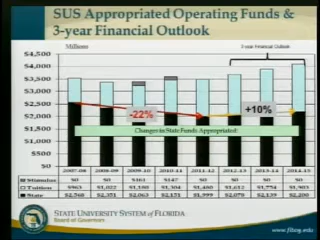 SUS Appropriated Operating Funds &
3-year Financial Outlook
Millions
3-year Financial Outlook
$4,500
$4,000
$3,500
$3,000
$2,500
$2,000
$1,500
$1,000
$500
$0
-22%
+10%
Changes in State Funds Appropriated:
2007-08 2008-09 2009-10 2010-11 2011-12 2012-13 2013-14 2014-15
Stimulus $0 $0 $161 $147 $0 $0 $0 $0
Tuition $963 $1,022 $1,180 $1,304 $1,480 $1,612 $1,774 $1,903
State $2,568 $2,351 $2,063 $2,151 $1,999 $2,079 $2,139 $2,200
STATE UNIVERSITY SYSTEM of FLORIDA
Board of Governors
www.flbog.edu